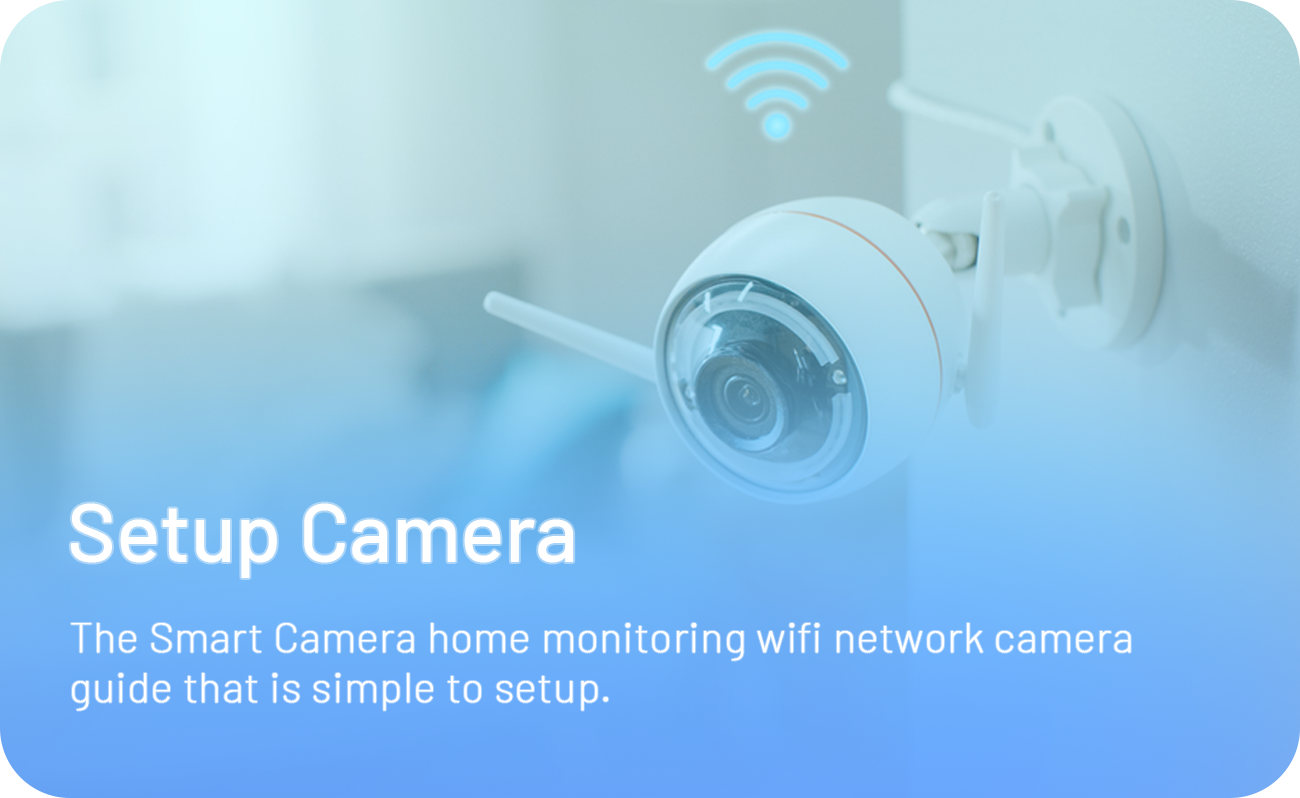 Setup Camera
The Smart Camera home monitoring wifi network camera
guide that is simple to setup.